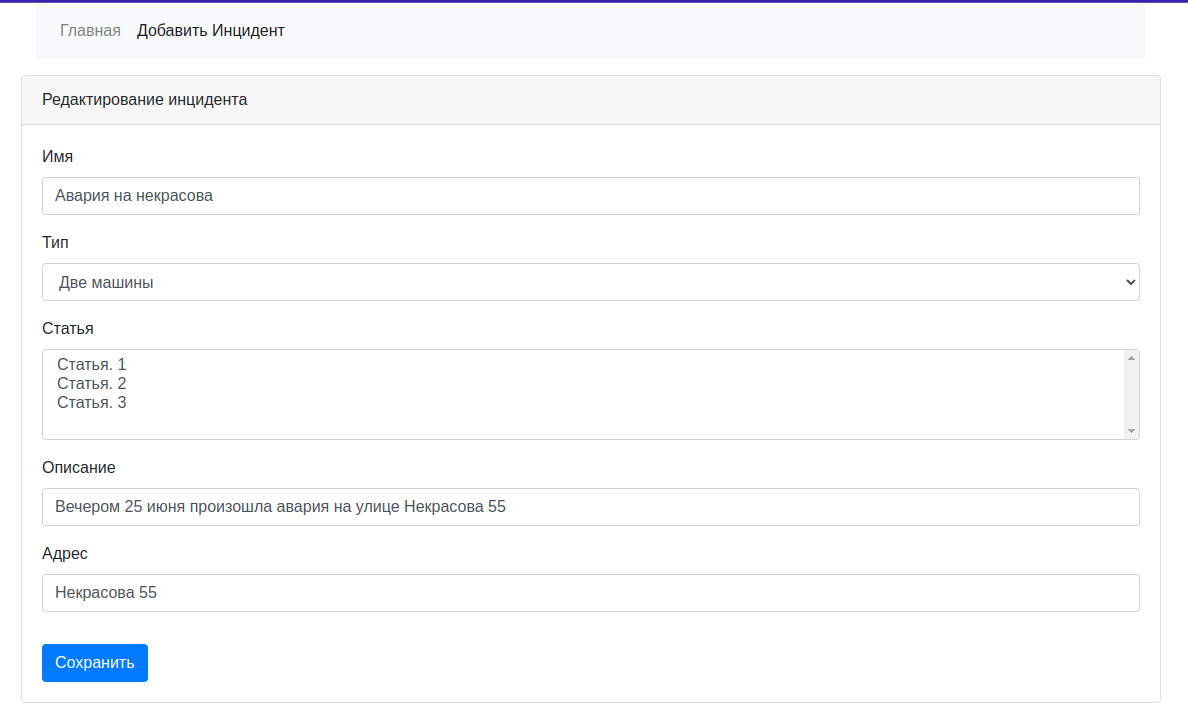 Главная Добавить Инцидент
Редактирование инцидента
Имя
Авария на некрасова
Тип
Две машины
Статья
Статья. 1
Статья. 2
Статья. 3
Описание
Вечером 25 июня произошла авария на улице Некрасова 55
Адрес
Некрасова 55
Сохранить